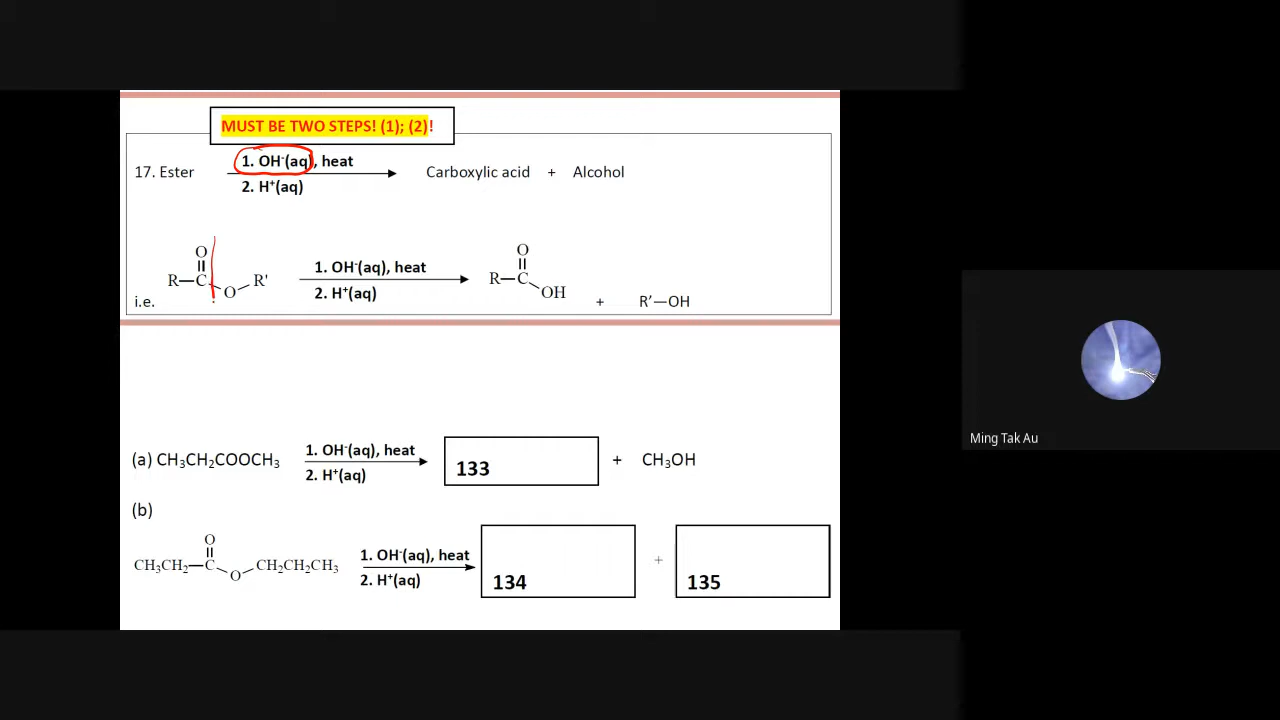 MUST BE TWO STEPS! (1); (2)!
17. Ester 1. OH⁻(aq), heat Carboxylic acid + Alcohol
2. H⁺(aq)
O
R—C
O R'
1. OH⁻(aq), heat
2. H⁺(aq)
O
R—C
OH
i.e. + R’—OH
(a) CH₃CH₂COOCH₃ 1. OH⁻(aq), heat 133 + CH₃OH
2. H⁺(aq)
(b)
O
CH₃CH₂—C
O CH₂CH₂CH₃
1. OH⁻(aq), heat
2. H⁺(aq)
134 + 135
Ming Tak Au